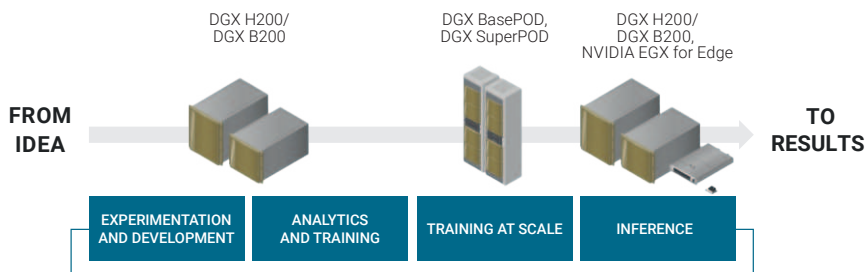 DGX H200/
DGX B200
DGX BasePOD,
DGX SuperPOD
DGX H200/
DGX B200,
NVIDIA EGX for Edge
FROM
IDEA
TO
RESULTS
EXPERIMENTATION
AND DEVELOPMENT
ANALYTICS
AND TRAINING
TRAINING AT SCALE
INFERENCE